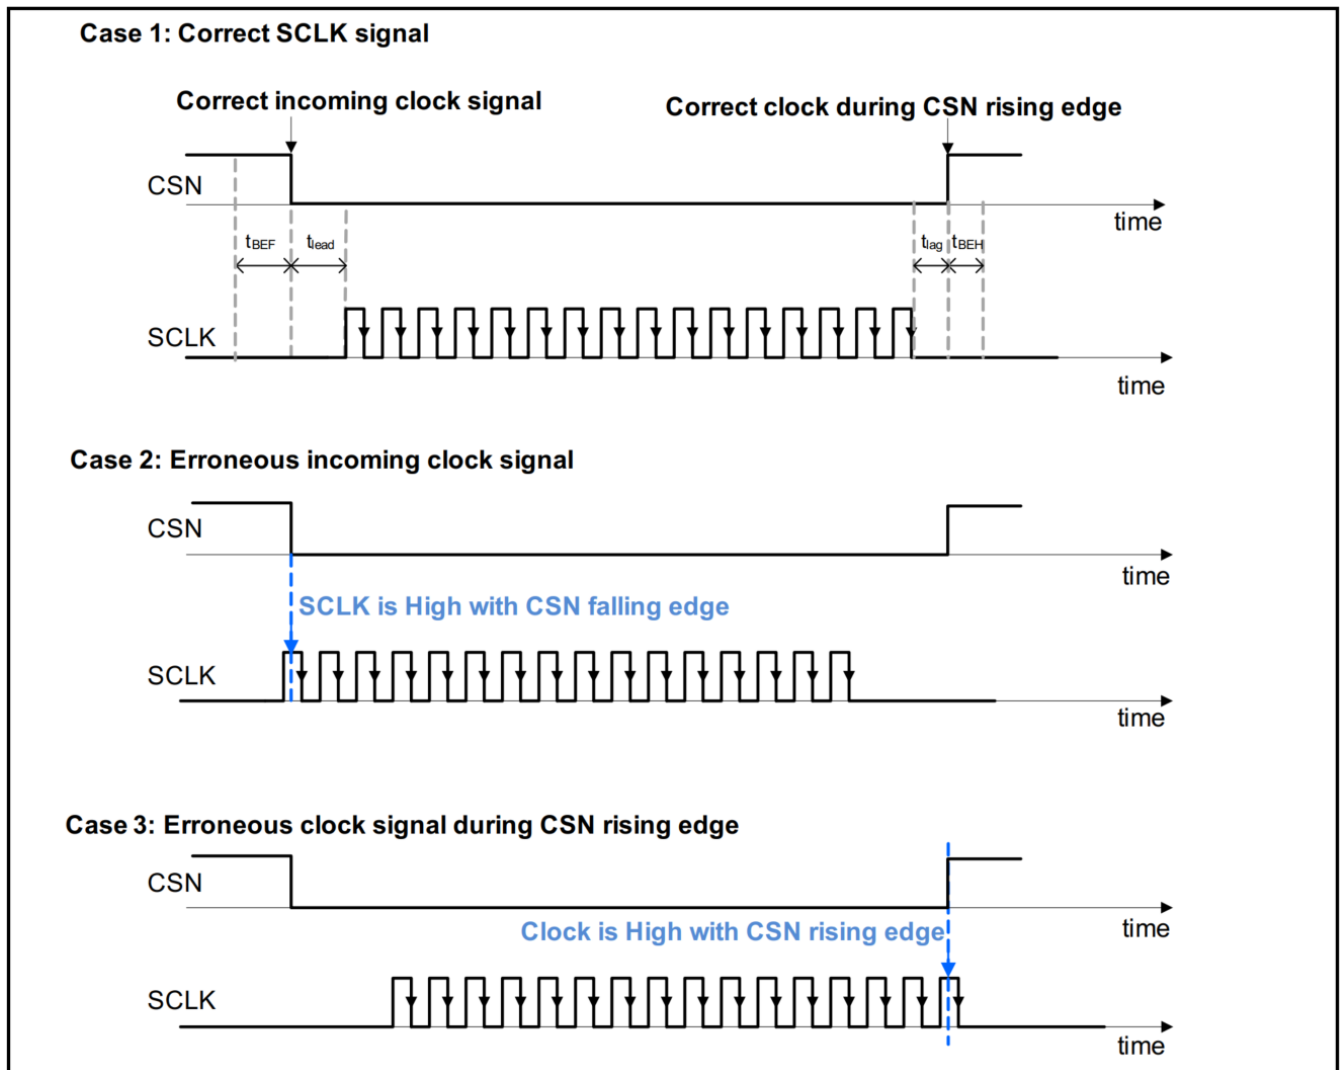 Case 1: Correct SCLK signal
Correct incoming clock signal
Correct clock during CSN rising edge
CSN
time
tBEF
tlead
tlag
tBEH
SCLK
time
Case 2: Erroneous incoming clock signal
CSN
time
SCLK is High with CSN falling edge
SCLK
time
Case 3: Erroneous clock signal during CSN rising edge
CSN
time
Clock is High with CSN rising edge
SCLK
time